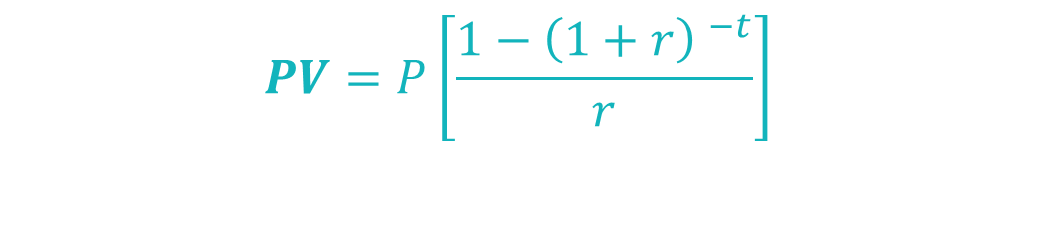 PV = P [ 1 − (1 + r) ^−t / r ]